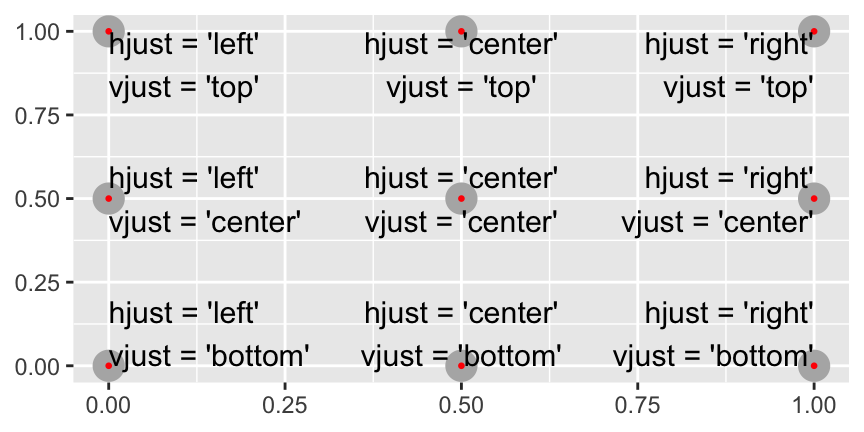 1.00
hjust = 'left' hjust = 'center' hjust = 'right'
vjust = 'top' vjust = 'top' vjust = 'top'
0.75
hjust = 'left' hjust = 'center' hjust = 'right'
0.50
vjust = 'center' vjust = 'center' vjust = 'center'
0.25
hjust = 'left' hjust = 'center' hjust = 'right'
vjust = 'bottom' vjust = 'bottom' vjust = 'bottom'
0.00
0.00 0.25 0.50 0.75 1.00